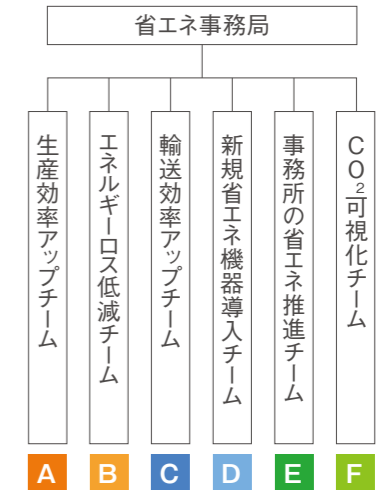 省エネ事務局
生産効率アップチーム
エネルギーロス低減チーム
輸送効率アップチーム
新規省エネ機器導入チーム
事務所の省エネ推進チーム
CO2可視化チーム
A
B
C
D
E
F